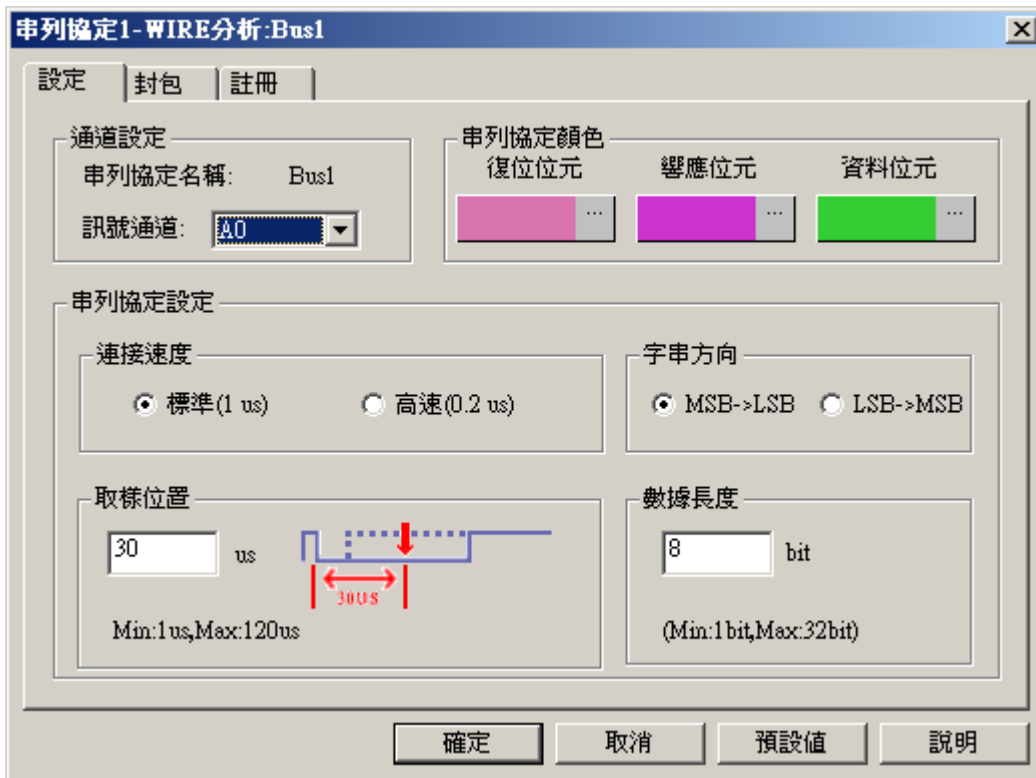 串列協定1-WIRE分析:Bus1
設定 封包 註冊
通道設定
串列協定名稱: Bus1
訊號通道: A0
串列協定顏色
復位位元 響應位元 資料位元
... ... ...
串列協定設定
連接速度
標準(1 us) 高速(0.2 us)
字串方向
MSB->LSB LSB->MSB
取樣位置
30 us
30US
Min:1us,Max:120us
數據長度
8 bit
(Min:1bit,Max:32bit)
確定 取消 預設值 說明